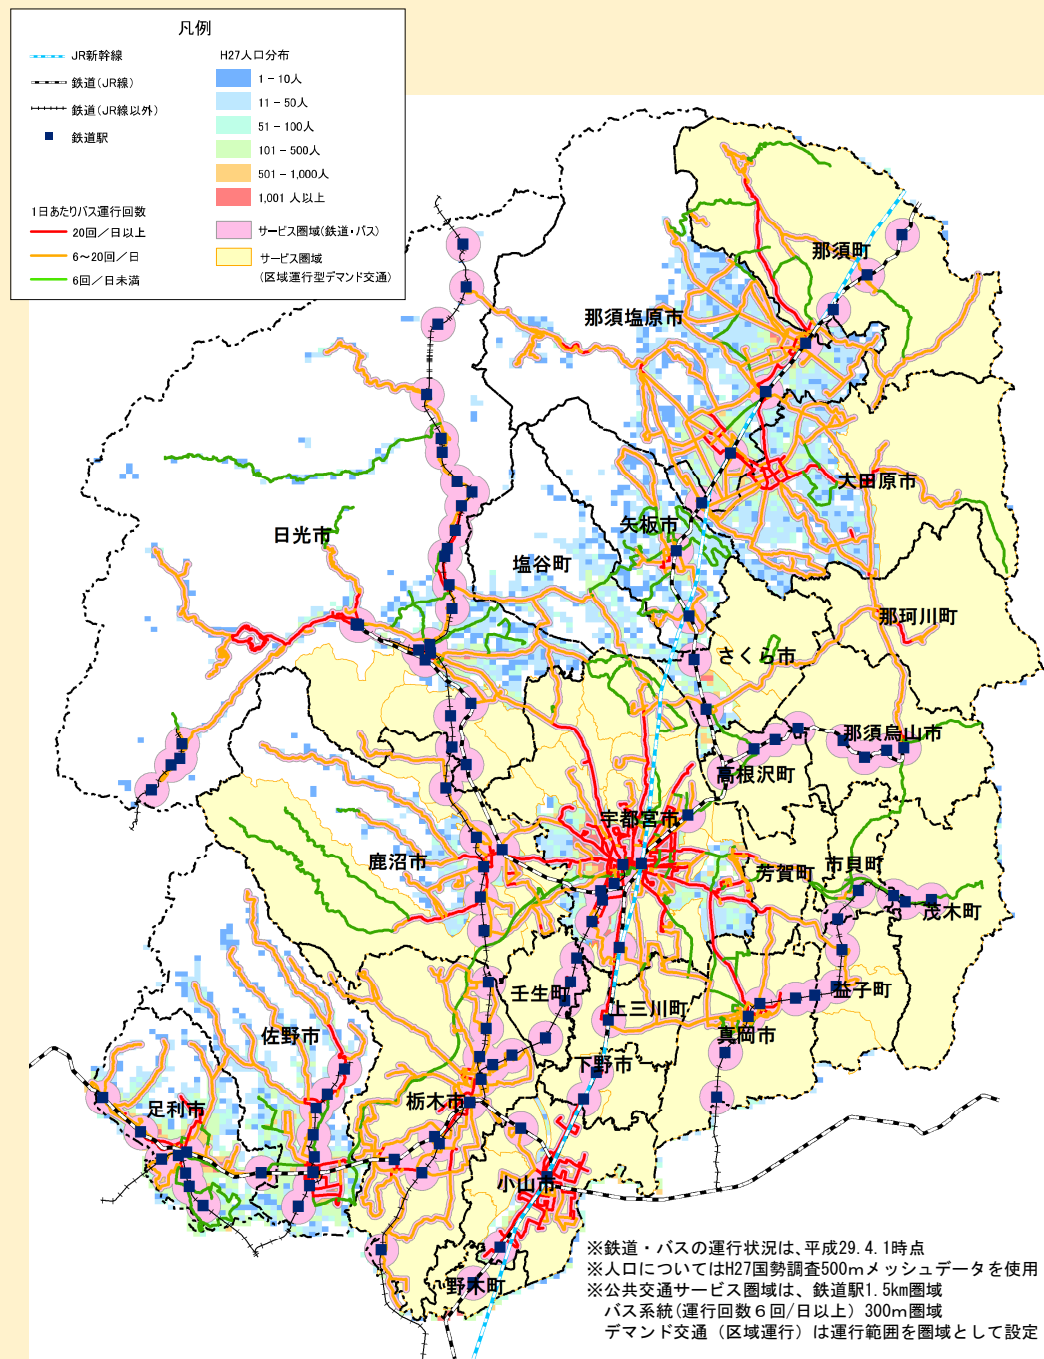 凡例
JR新幹線
鉄道(JR線)
鉄道(JR線以外)
鉄道駅
1日あたりバス運行回数
20回／日以上
6～20回／日
6回／日未満
H27人口分布
1 - 10人
11 - 50人
51 - 100人
101 - 500人
501 - 1,000人
1,001 人以上
サービス圏域(鉄道・バス)
サービス圏域
(区域運行型デマンド交通)
那須町
那須塩原市
大田原市
矢板市
日光市
塩谷町
那珂川町
さくら市
那須烏山市
高根沢町
宇都宮市
鹿沼市
芳賀町
市貝町
茂木町
壬生町
上三川町
益子町
真岡市
佐野市
下野市
足利市
栃木市
小山市
野木町
※鉄道・バスの運行状況は、平成29.4.1時点
※人口についてはH27国勢調査500mメッシュデータを使用
※公共交通サービス圏域は、鉄道駅1.5km圏域
バス系統(運行回数６回/日以上) 300m圏域
デマンド交通（区域運行）は運行範囲を圏域として設定